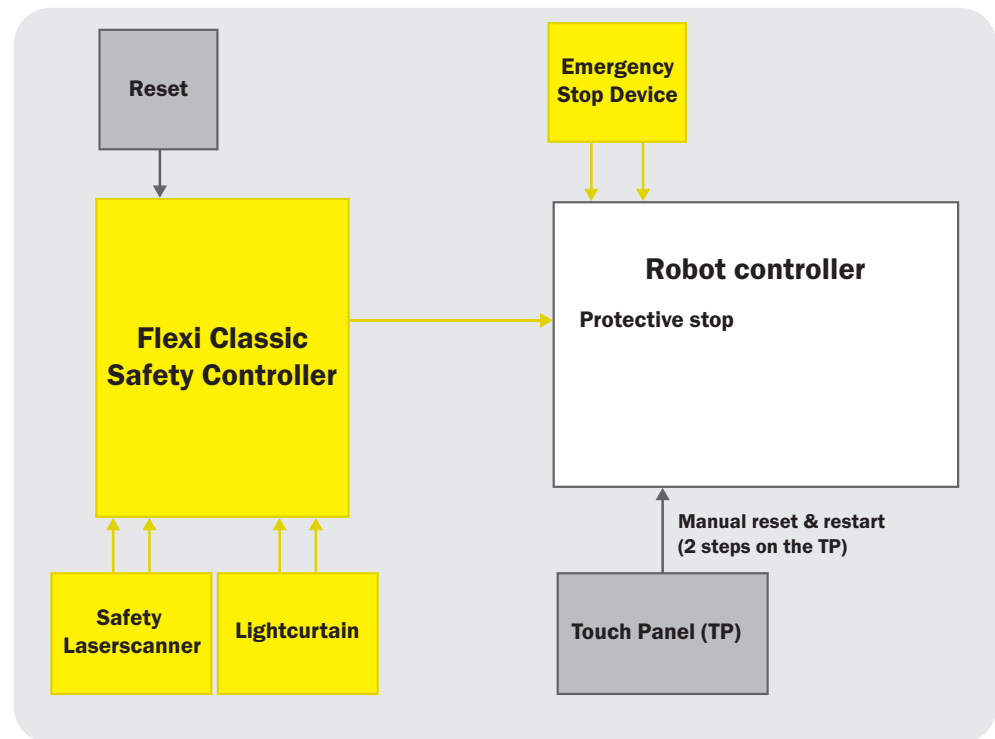 Reset
Emergency
Stop Device
Robot controller
Protective stop
Flexi Classic
Safety Controller
Manual reset & restart
(2 steps on the TP)
Safety
Laserscanner
Lightcurtain
Touch Panel (TP)